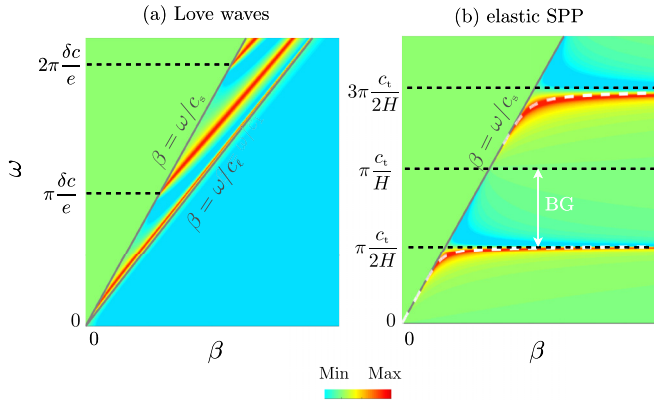 (a) Love waves
(b) elastic SPP
2π δc/e
π δc/e
ω
0
0
β
β = ω/c_s
β = ω/c_ℓ
3π c_t/2H
π c_t/H
π c_t/2H
0
0
β
β = ω/c_s
BG
Min Max